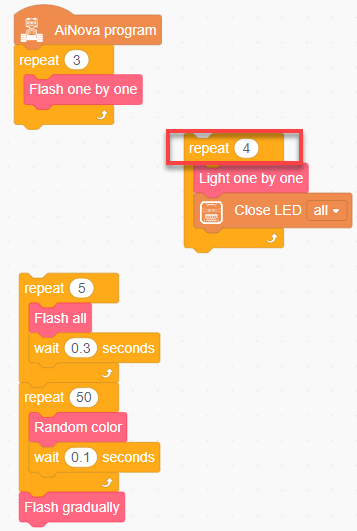 AiNova program
repeat 3
Flash one by one
repeat 4
Light one by one
Close LED all
repeat 5
Flash all
wait 0.3 seconds
repeat 50
Random color
wait 0.1 seconds
Flash gradually